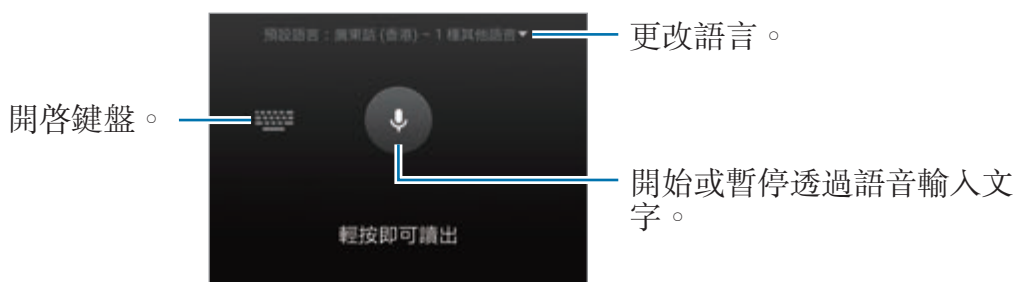 預設語言：廣東話 (香港) – 1 種其他語言
更改語言。
開啓鍵盤。
開始或暫停透過語音輸入文
字。
輕按即可讀出